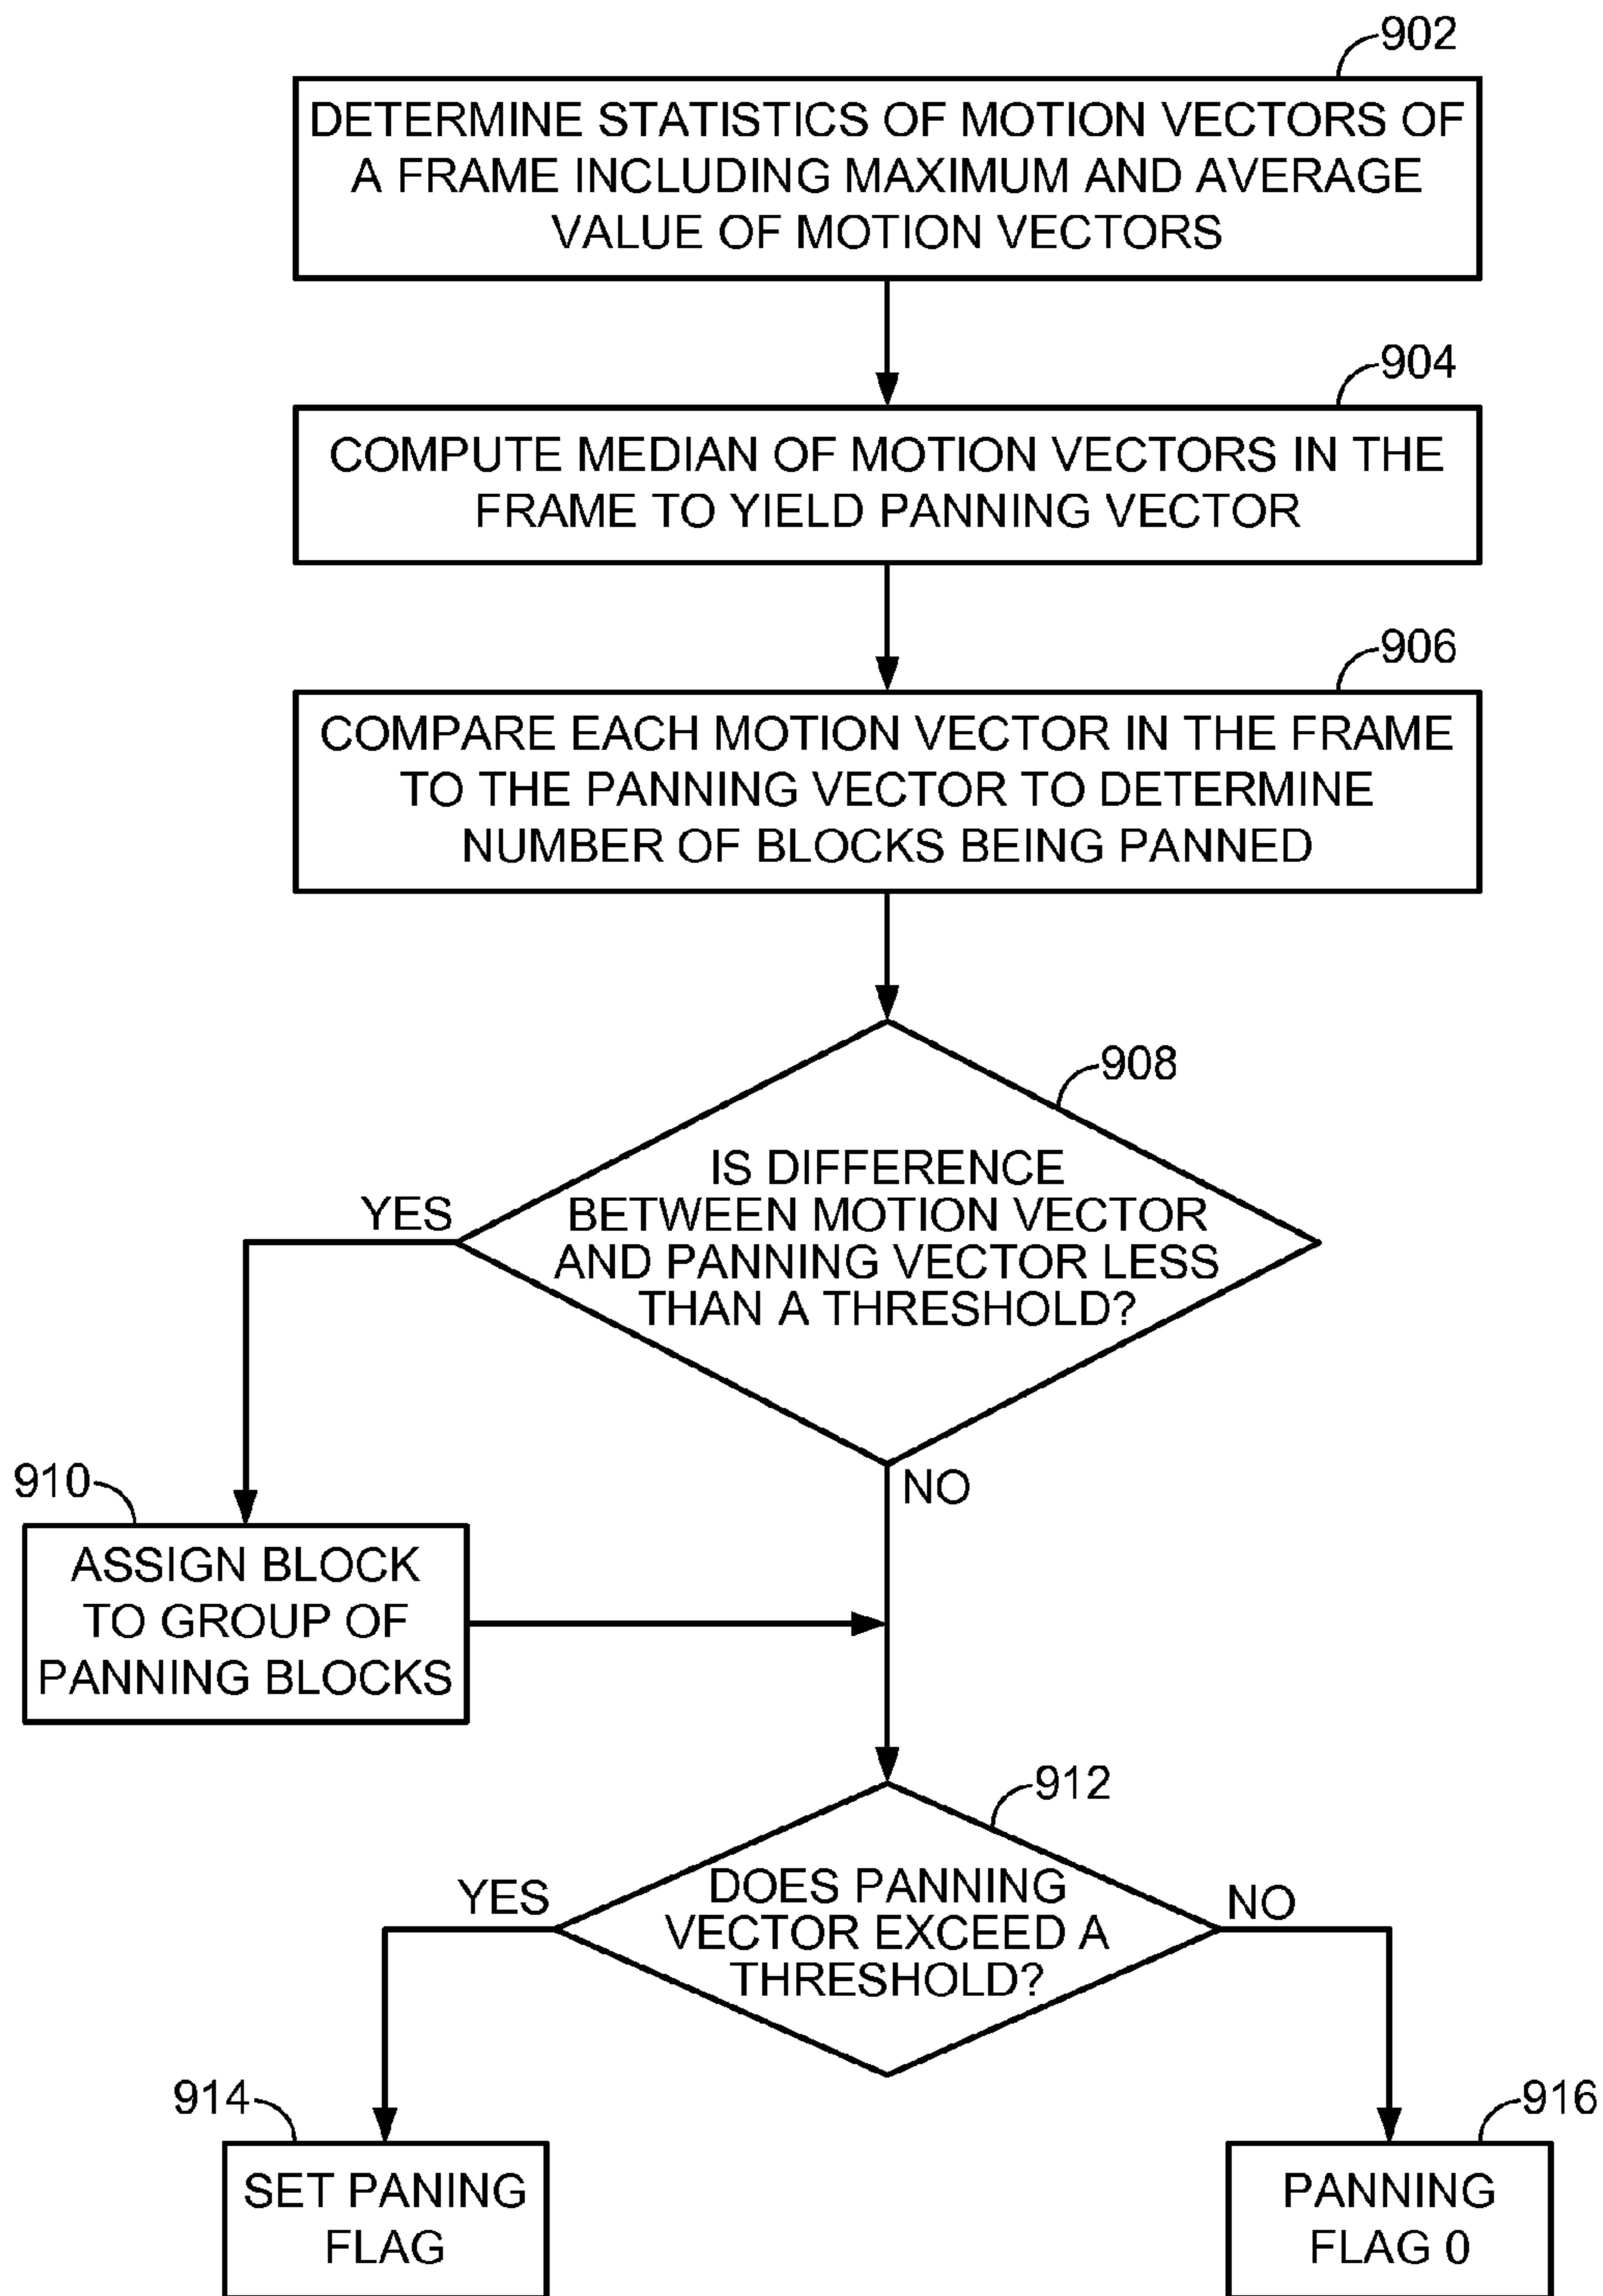 902
DETERMINE STATISTICS OF MOTION VECTORS OF
A FRAME INCLUDING MAXIMUM AND AVERAGE
VALUE OF MOTION VECTORS
904
COMPUTE MEDIAN OF MOTION VECTORS IN THE
FRAME TO YIELD PANNING VECTOR
906
COMPARE EACH MOTION VECTOR IN THE FRAME
TO THE PANNING VECTOR TO DETERMINE
NUMBER OF BLOCKS BEING PANNED
908
IS DIFFERENCE
BETWEEN MOTION VECTOR
AND PANNING VECTOR LESS
THAN A THRESHOLD?
YES
NO
910
ASSIGN BLOCK
TO GROUP OF
PANNING BLOCKS
912
DOES PANNING
VECTOR EXCEED A
THRESHOLD?
YES
NO
914
SET PANING
FLAG
916
PANNING
FLAG 0